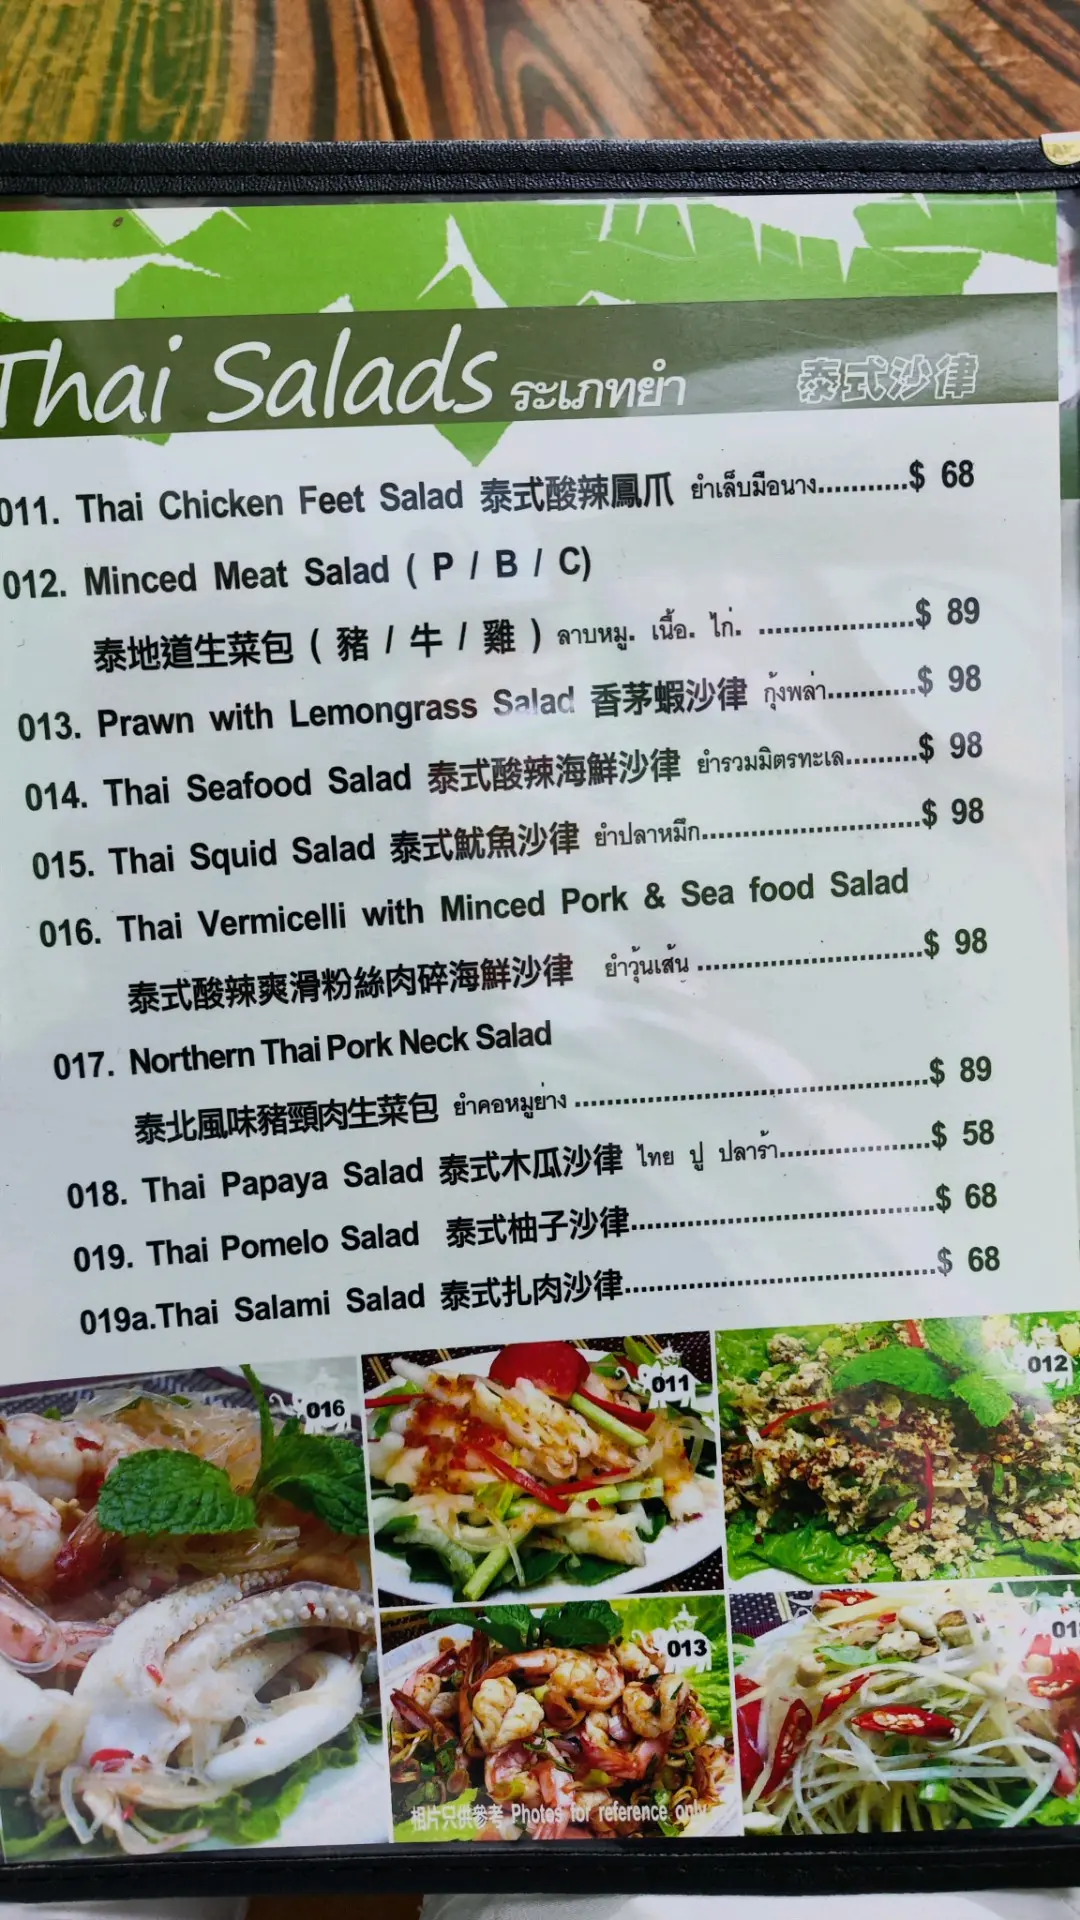 Thai Salads ระเภทยำ 泰式沙律
011. Thai Chicken Feet Salad 泰式酸辣鳳爪 ยำเล็บมือนาง...........$ 68
012. Minced Meat Salad ( P / B / C)
泰地道生菜包 ( 豬 / 牛 / 雞 ) ลาบหมู. เนื้อ. ไก่. ...................$ 89
013. Prawn with Lemongrass Salad 香茅蝦沙律 กุ้งพล่า...........$ 98
014. Thai Seafood Salad 泰式酸辣海鮮沙律 ยำรวมมิตรทะเล.........$ 98
015. Thai Squid Salad 泰式魷魚沙律 ยำปลาหมึก...........................$ 98
016. Thai Vermicelli with Minced Pork & Sea food Salad
泰式酸辣爽滑粉絲肉碎海鮮沙律 ยำวุ้นเส้น ............................$ 98
017. Northern Thai Pork Neck Salad
泰北風味豬頸肉生菜包 ยำคอหมูย่าง ............................................$ 89
018. Thai Papaya Salad 泰式木瓜沙律 ไทย ปู ปลาร้า...................$ 58
019. Thai Pomelo Salad 泰式柚子沙律......................................$ 68
019a.Thai Salami Salad 泰式扎肉沙律.......................................$ 68
016
011
012
013
相片只供參考 Photos for reference only